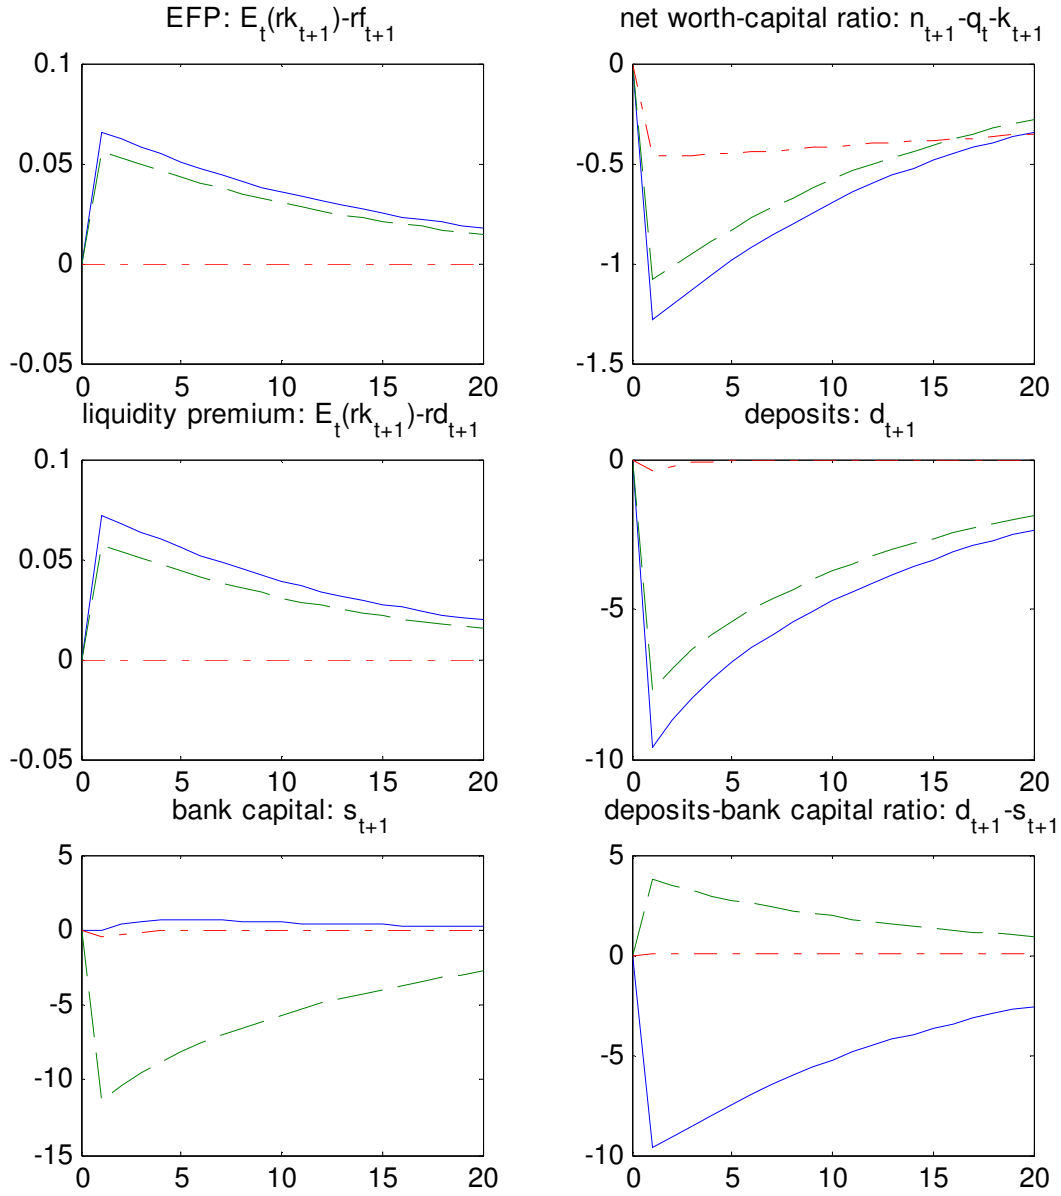 EFP: E_t(rk_{t+1})-rf_{t+1}
0.1
0.05
0
-0.05
0 5 10 15 20
net worth-capital ratio: n_{t+1}-q_t-k_{t+1}
0
-0.5
-1
-1.5
0 5 10 15 20
liquidity premium: E_t(rk_{t+1})-rd_{t+1}
0.1
0.05
0
-0.05
0 5 10 15 20
deposits: d_{t+1}
0
-5
-10
0 5 10 15 20
bank capital: s_{t+1}
5
0
-5
-10
-15
0 5 10 15 20
deposits-bank capital ratio: d_{t+1}-s_{t+1}
5
0
-5
-10
0 5 10 15 20